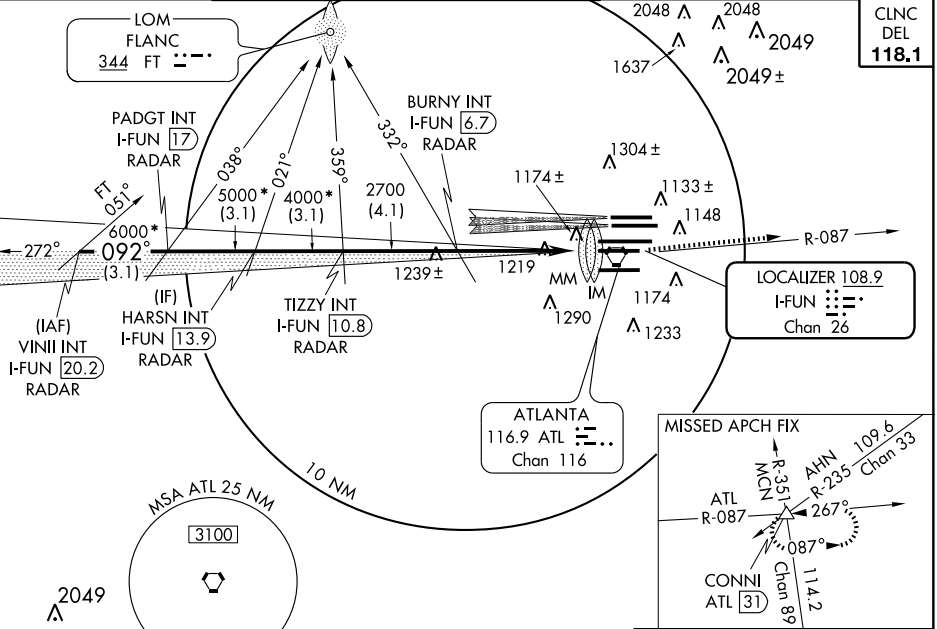 LOM
FLANC
344 FT
2048
2048
2049
2049 ±
1637
CLNC
DEL
118.1
PADGT INT
I-FUN 17
RADAR
BURNY INT
I-FUN 6.7
RADAR
038°
021°
359°
332°
FT
051°
5000*
(3.1)
4000*
(3.1)
2700
(4.1)
1304 ±
1174 ±
1133 ±
1148
6000*
272°
092°
(3.1)
R-087
1239 ±
1219
MM
IM
1174
1290
1233
LOCALIZER 108.9
I-FUN
Chan 26
(IAF)
VINII INT
I-FUN 20.2
RADAR
(IF)
HARSN INT
I-FUN 13.9
RADAR
TIZZY INT
I-FUN 10.8
RADAR
ATLANTA
116.9 ATL
Chan 116
10 NM
MSA ATL 25 NM
3100
2049
MISSED APCH FIX
R-351
MCN
AHN 109.6
R-235 Chan 33
ATL
R-087
267°
087°
CONNI
ATL 31
114.2
Chan 89